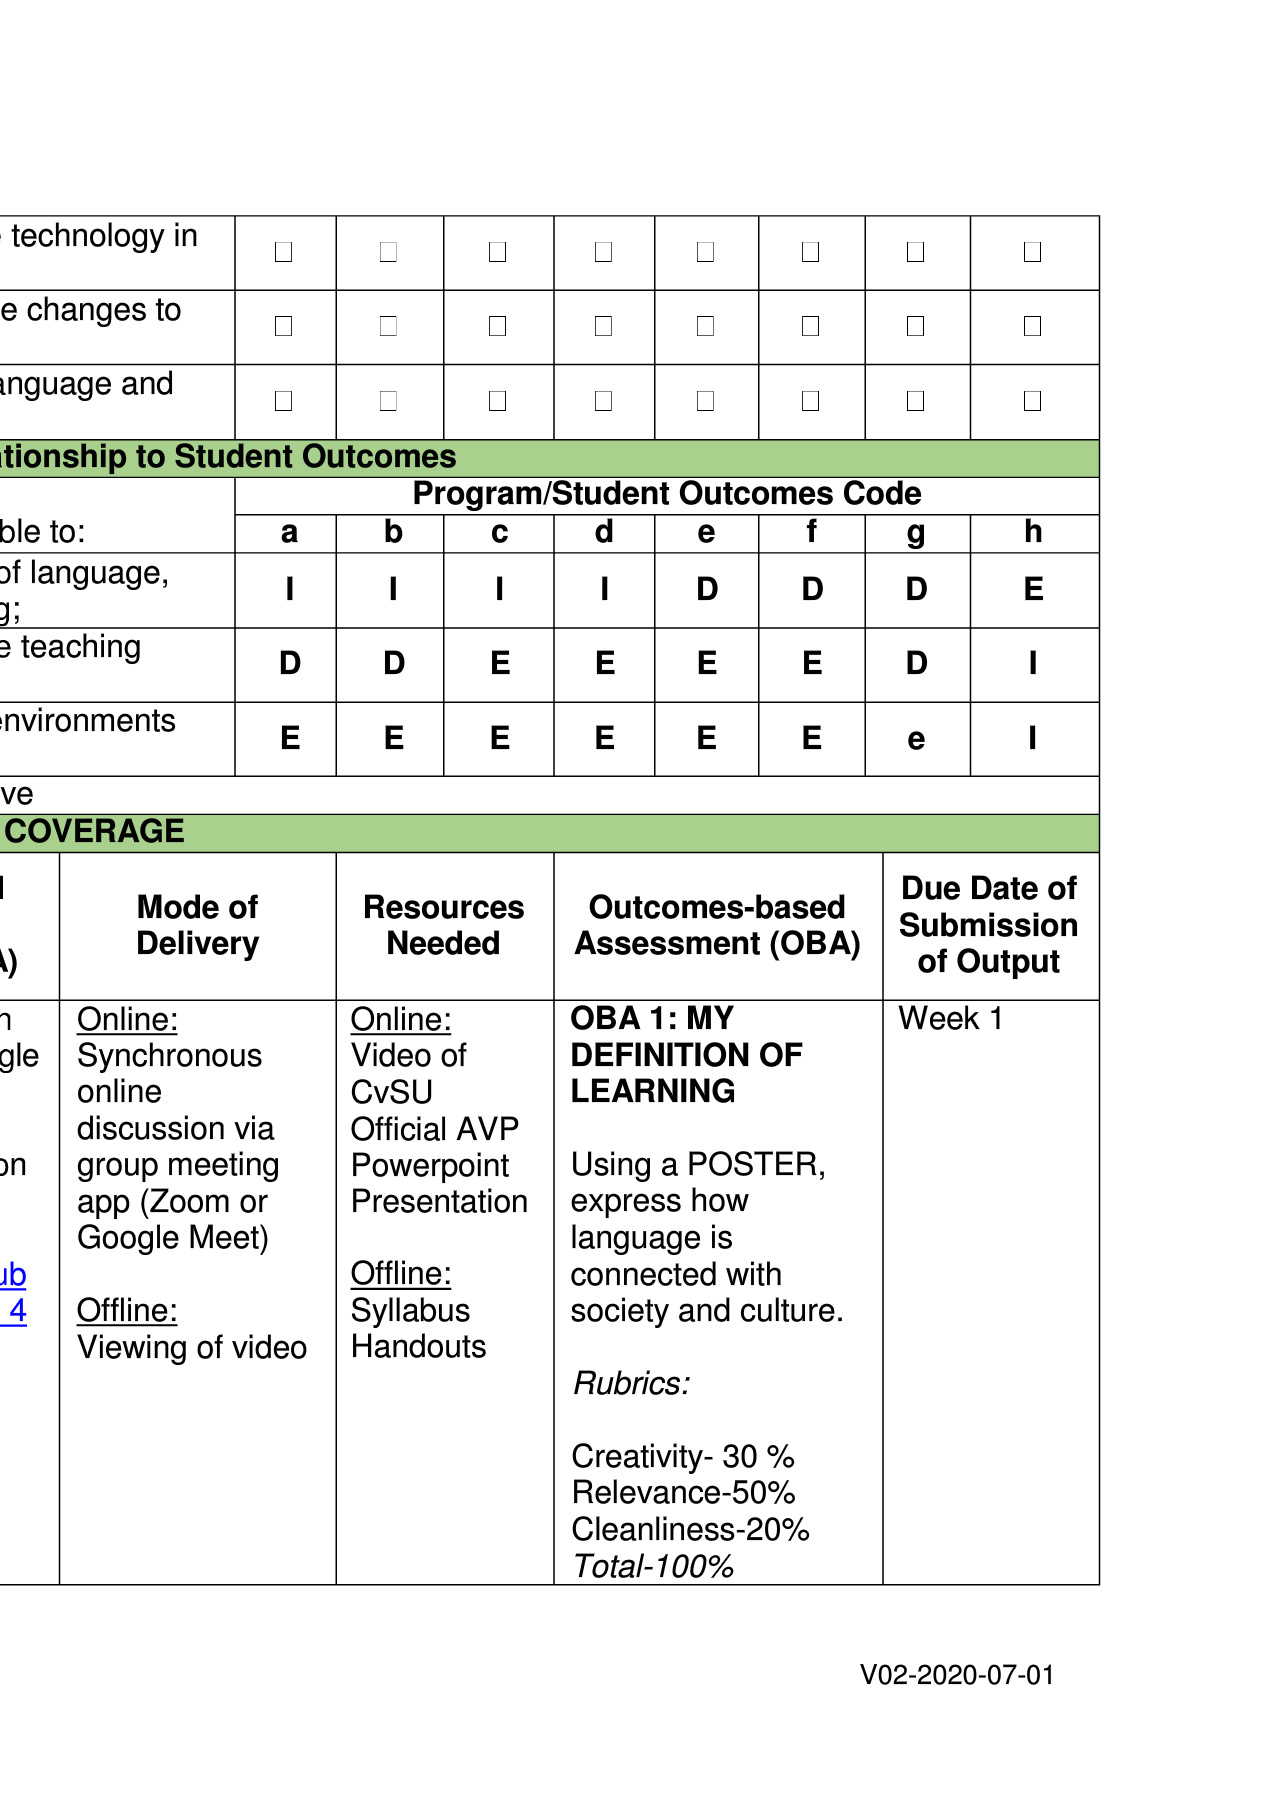 technology in
e changes to
anguage and
ationship to Student Outcomes
Program/Student Outcomes Code
ble to: a b c d e f g h
of language,
g;
I I I I D D D E
e teaching
D D E E E E D I
environments
E E E E E E e I
ve
COVERAGE
A)
Mode of
Delivery
Resources
Needed
Outcomes-based
Assessment (OBA)
Due Date of
Submission
of Output
n
gle
on
ub
4
Online:
Synchronous
online
discussion via
group meeting
app (Zoom or
Google Meet)
Offline:
Viewing of video
Online:
Video of
CvSU
Official AVP
Powerpoint
Presentation
Offline:
Syllabus
Handouts
OBA 1: MY
DEFINITION OF
LEARNING
Using a POSTER,
express how
language is
connected with
society and culture.
Rubrics:
Creativity- 30 %
Relevance-50%
Cleanliness-20%
Total-100%
Week 1
V02-2020-07-01